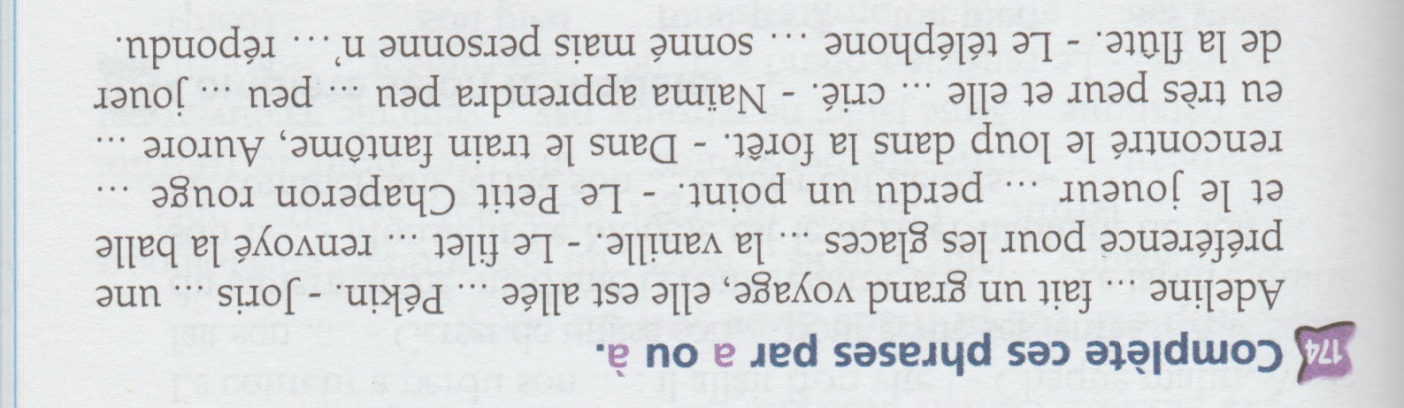 174 Complète ces phrases par a ou à.
Adeline ... fait un grand voyage, elle est allée ... Pékin. - Joris ... une
préférence pour les glaces ... la vanille. - Le filet ... renvoyé la balle
et le joueur ... perdu un point. - Le Petit Chaperon rouge ...
rencontré le loup dans la forêt. - Dans le train fantôme, Aurore ...
eu très peur et elle ... crié. - Naïma apprendra peu ... peu ... jouer
de la flûte. - Le téléphone ... sonné mais personne n'... répondu.